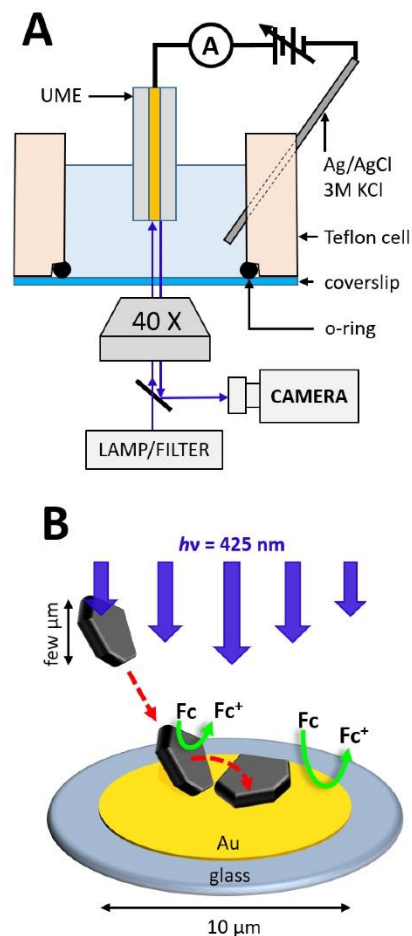 A
A
UME
Ag/AgCl
3M KCl
Teflon cell
coverslip
40 X
o-ring
CAMERA
LAMP/FILTER
B
hν = 425 nm
few µm
Fc
Fc⁺
Fc
Fc⁺
Au
glass
10 µm